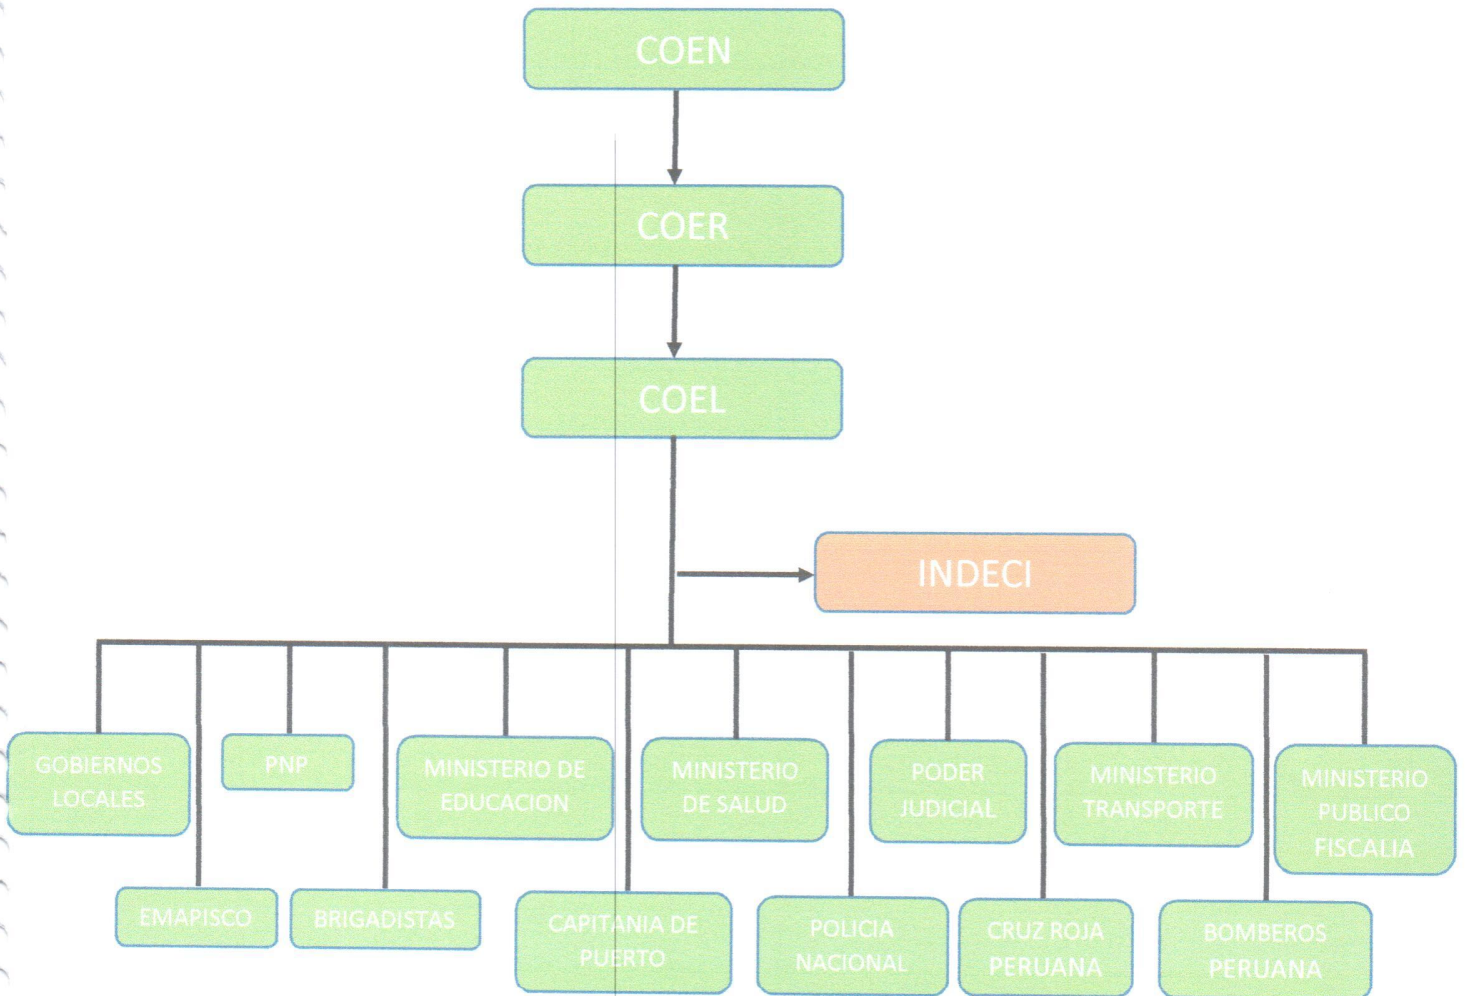 COEN
COER
COEL
INDECI
GOBIERNOS
LOCALES
PNP
MINISTERIO DE
EDUCACION
MINISTERIO
DE SALUD
PODER
JUDICIAL
MINISTERIO
TRANSPORTE
MINISTERIO
PUBLICO
FISCALIA
EMAPISCO
BRIGADISTAS
CAPITANIA DE
PUERTO
POLICIA
NACIONAL
CRUZ ROJA
PERUANA
BOMBEROS
PERUANA